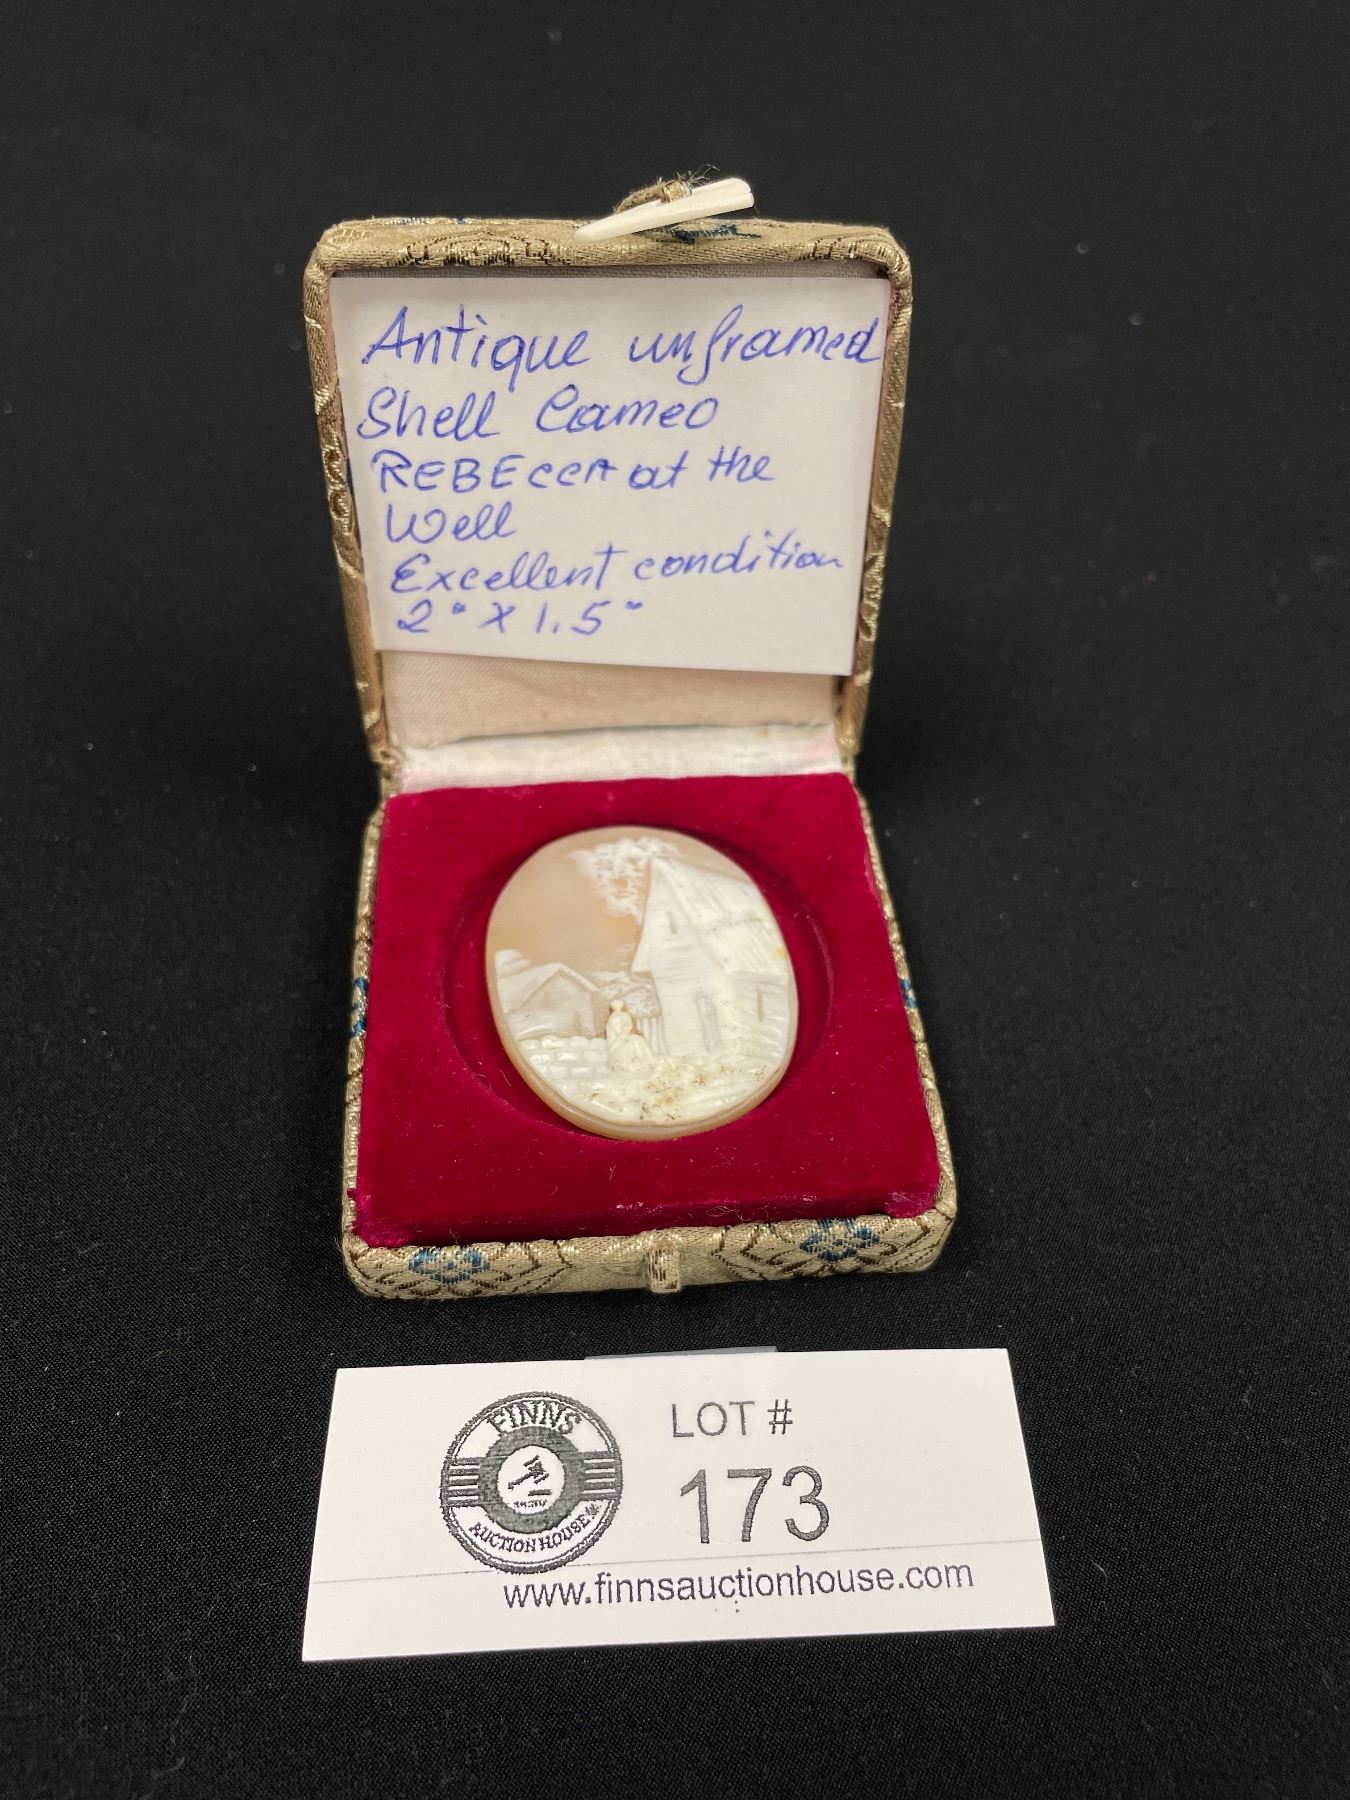 Antique unframed
Shell Cameo
REBEccA at the
Well
Excellent condition
2" X 1.5"
FINNS
AUCTION HOUSE
LOT #
173
www.finnsauctionhouse.com